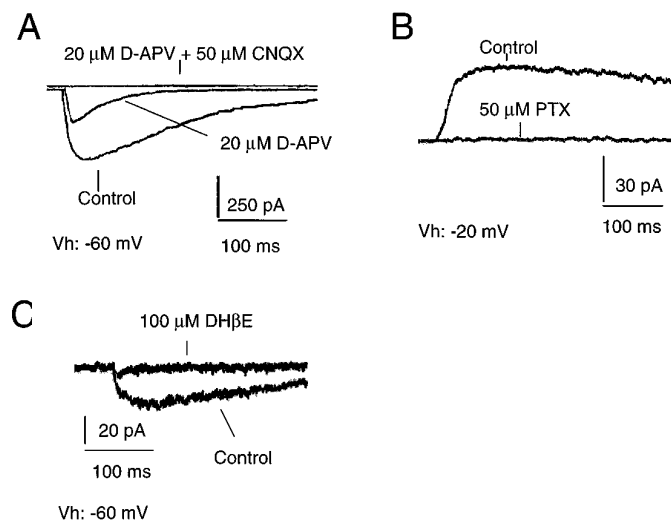 A
20 μM D-APV + 50 μM CNQX
20 μM D-APV
Control
250 pA
100 ms
Vh: -60 mV
B
Control
50 μM PTX
30 pA
100 ms
Vh: -20 mV
C
100 μM DHβE
20 pA
100 ms
Control
Vh: -60 mV